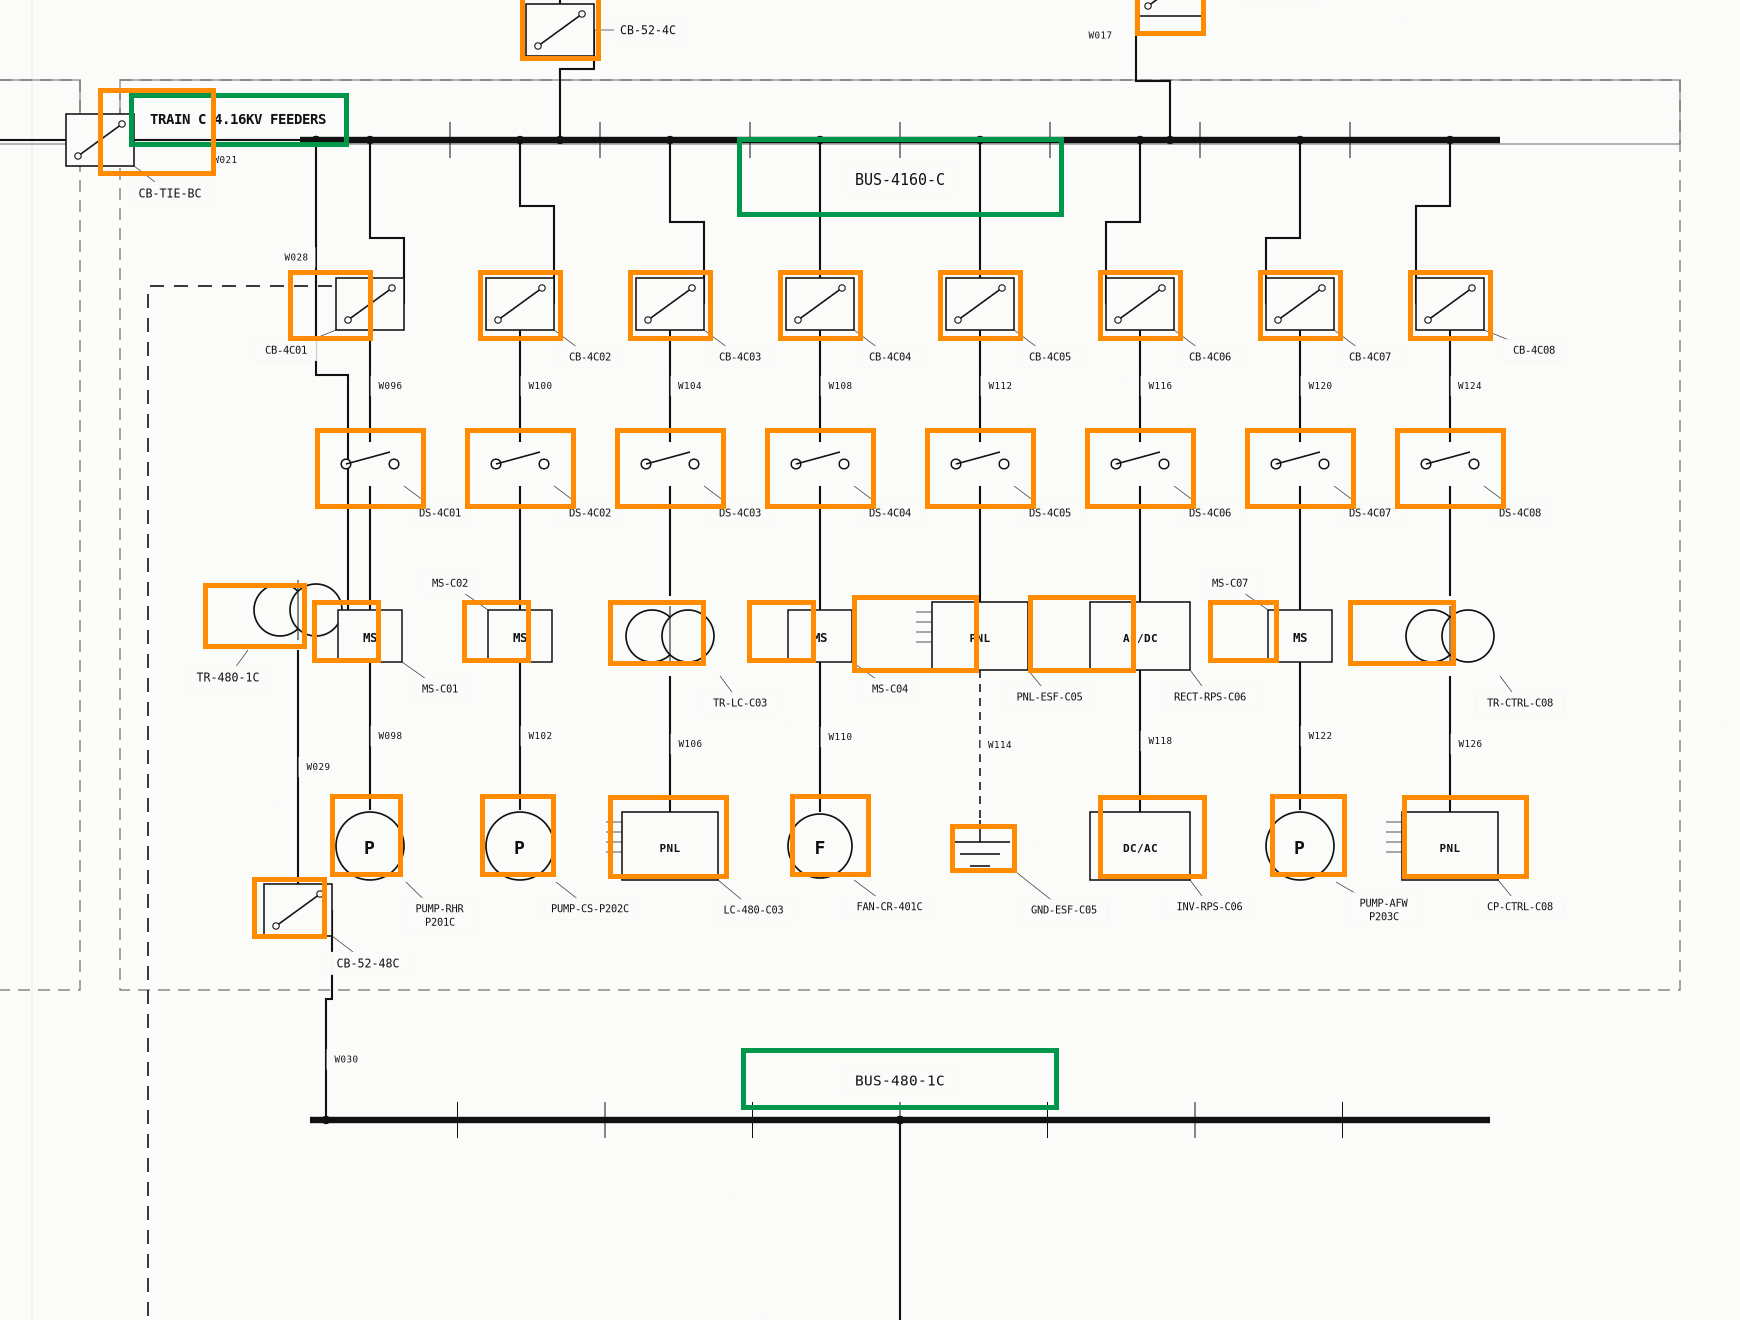 CB-52-4C
W017
TRAIN C 4.16KV FEEDERS
W021
CB-TIE-BC
BUS-4160-C
W028
CB-4C01
CB-4C02
CB-4C03
CB-4C04
CB-4C05
CB-4C06
CB-4C07
CB-4C08
W096
W100
W104
W108
W112
W116
W120
W124
DS-4C01
DS-4C02
DS-4C03
DS-4C04
DS-4C05
DS-4C06
DS-4C07
DS-4C08
MS-C02
MS-C07
MS
MS
MS
PNL
AC/DC
MS
TR-480-1C
MS-C01
TR-LC-C03
MS-C04
PNL-ESF-C05
RECT-RPS-C06
TR-CTRL-C08
W098
W102
W106
W110
W114
W118
W122
W126
W029
P
P
PNL
F
DC/AC
P
PNL
PUMP-RHR
P201C
PUMP-CS-P202C
LC-480-C03
FAN-CR-401C
GND-ESF-C05
INV-RPS-C06
PUMP-AFW
P203C
CP-CTRL-C08
CB-52-48C
W030
BUS-480-1C